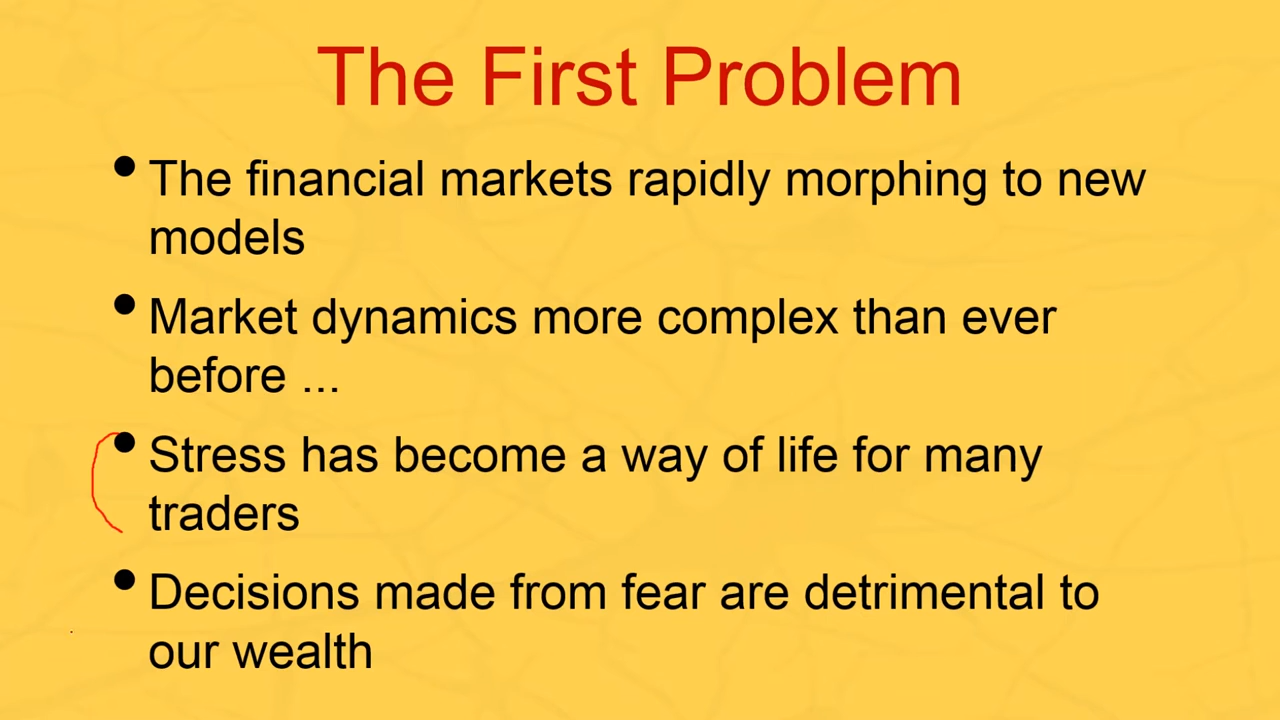 The First Problem
• The financial markets rapidly morphing to new
models
• Market dynamics more complex than ever
before ...
• Stress has become a way of life for many
traders
• Decisions made from fear are detrimental to
our wealth